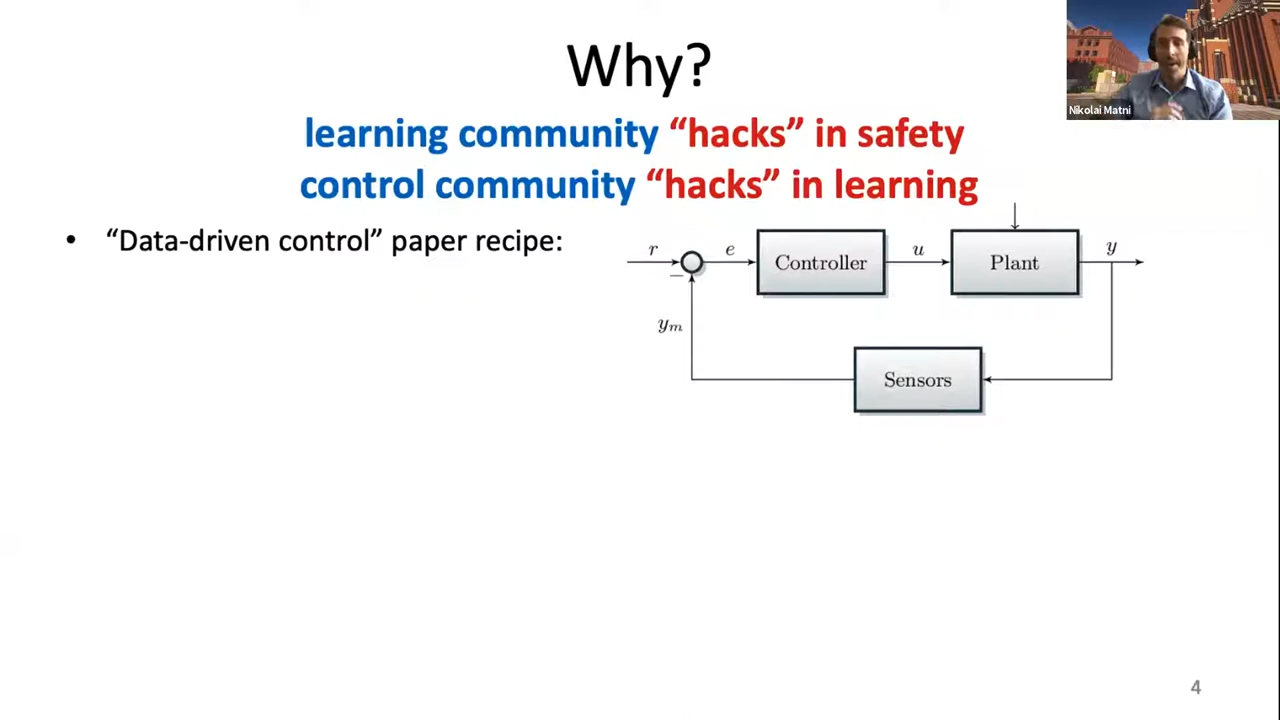 Why?
learning community “hacks” in safety
control community “hacks” in learning
• “Data-driven control” paper recipe:
r
e
Controller
u
Plant
y
−
yₘ
Sensors
Nikolai Matni
4